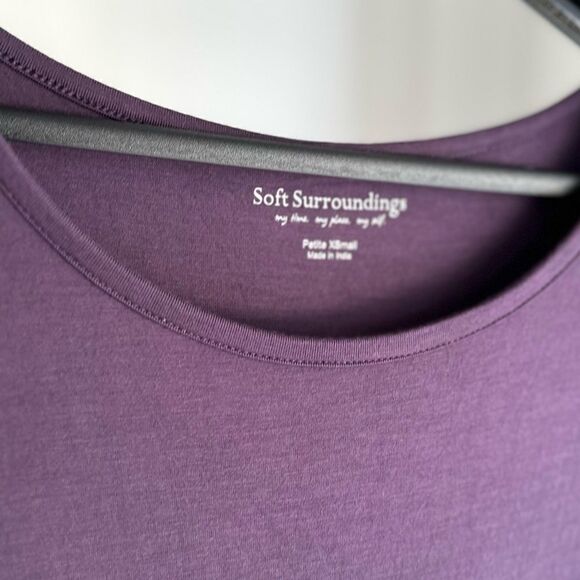 Soft Surroundings
my time. my place. my self.
Petite XSmall
Made in India